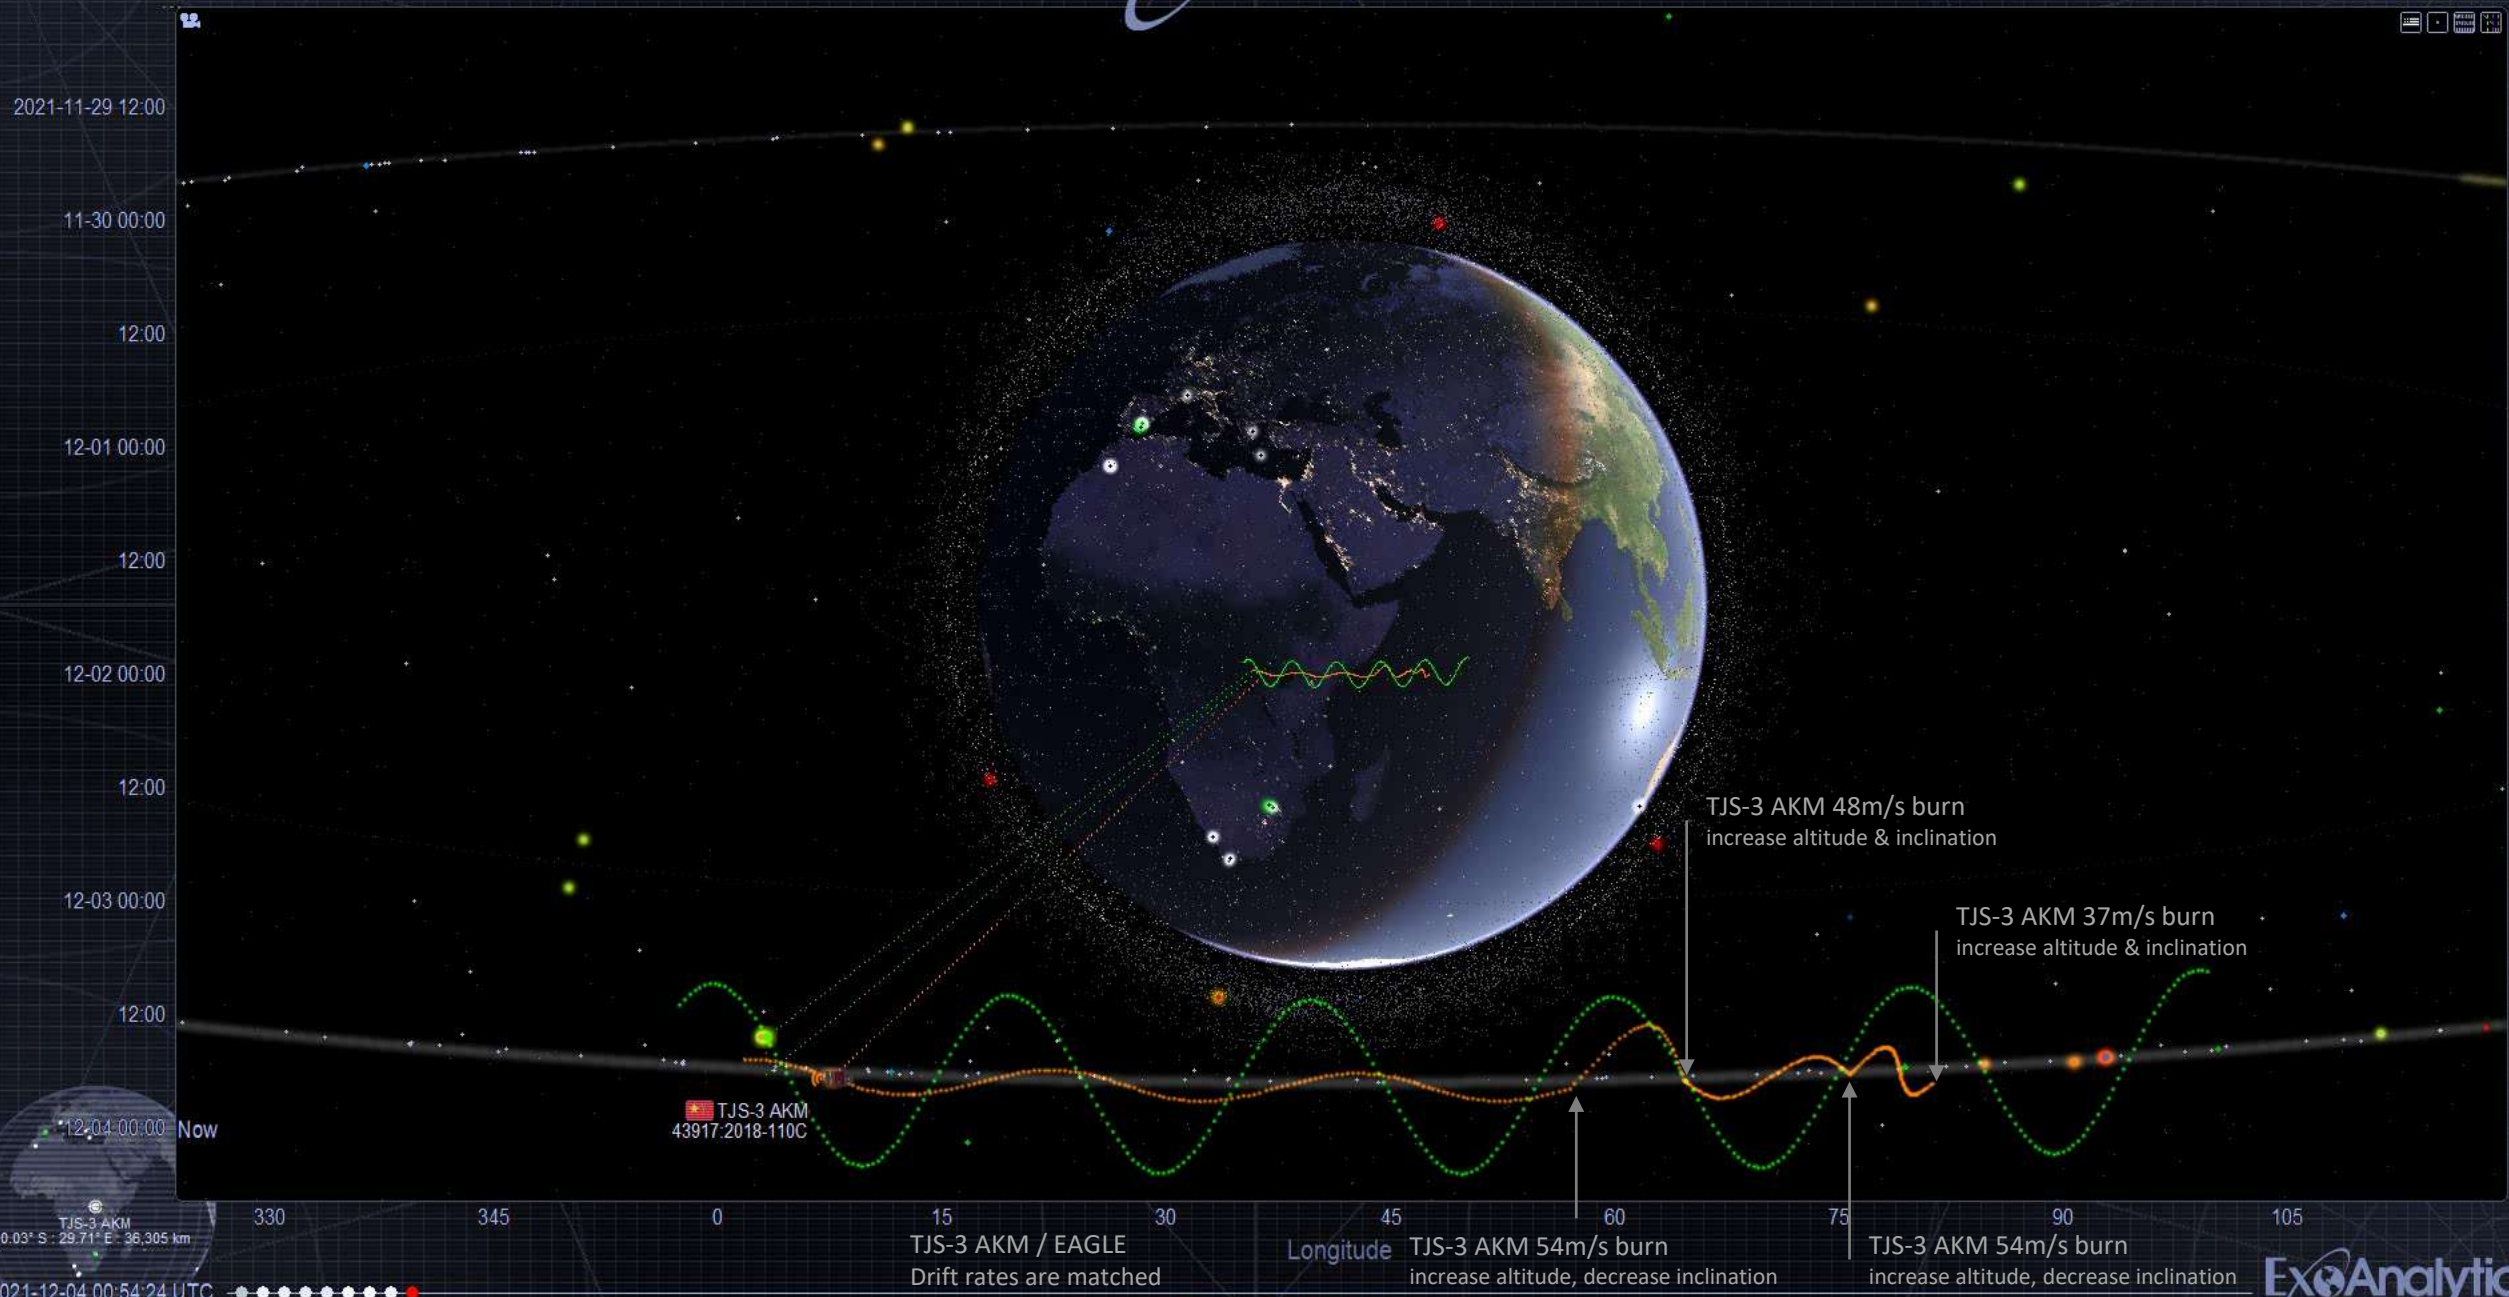 2021-11-29 12:00
11-30 00:00
12:00
12-01 00:00
12:00
12-02 00:00
12:00
12-03 00:00
12:00
12-04 00:00 Now
TJS-3 AKM 48m/s burn
increase altitude & inclination
TJS-3 AKM 37m/s burn
increase altitude & inclination
TJS-3 AKM
43917:2018-110C
330 345 0 15 30 45 60 75 90 105
Longitude
TJS-3 AKM / EAGLE
Drift rates are matched
TJS-3 AKM 54m/s burn
increase altitude, decrease inclination
TJS-3 AKM 54m/s burn
increase altitude, decrease inclination
TJS-3 AKM
0.03° S : 29.71° E : 36,305 km
021-12-04 00:54:24 UTC
ExoAnalytic